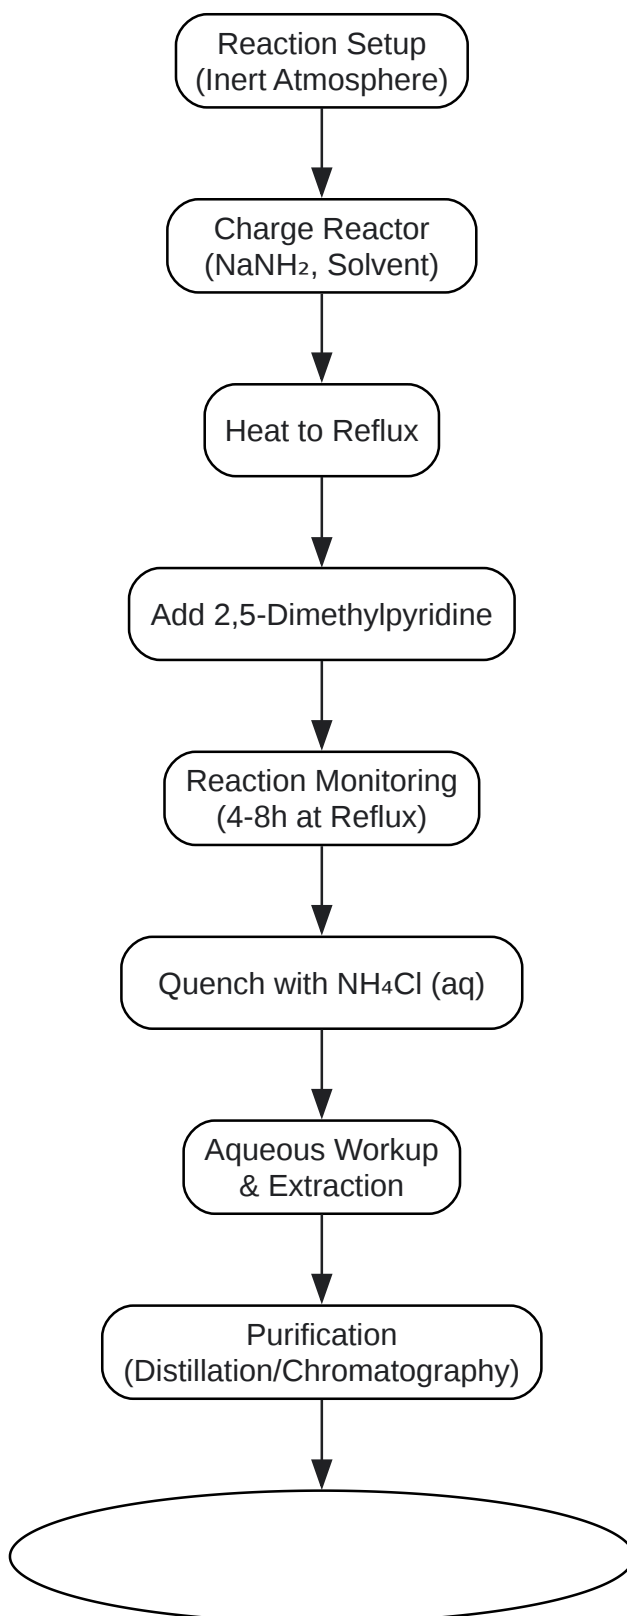 Reaction Setup
(Inert Atmosphere)
Charge Reactor
(NaNH₂, Solvent)
Heat to Reflux
Add 2,5-Dimethylpyridine
Reaction Monitoring
(4-8h at Reflux)
Quench with NH₄Cl (aq)
Aqueous Workup
& Extraction
Purification
(Distillation/Chromatography)